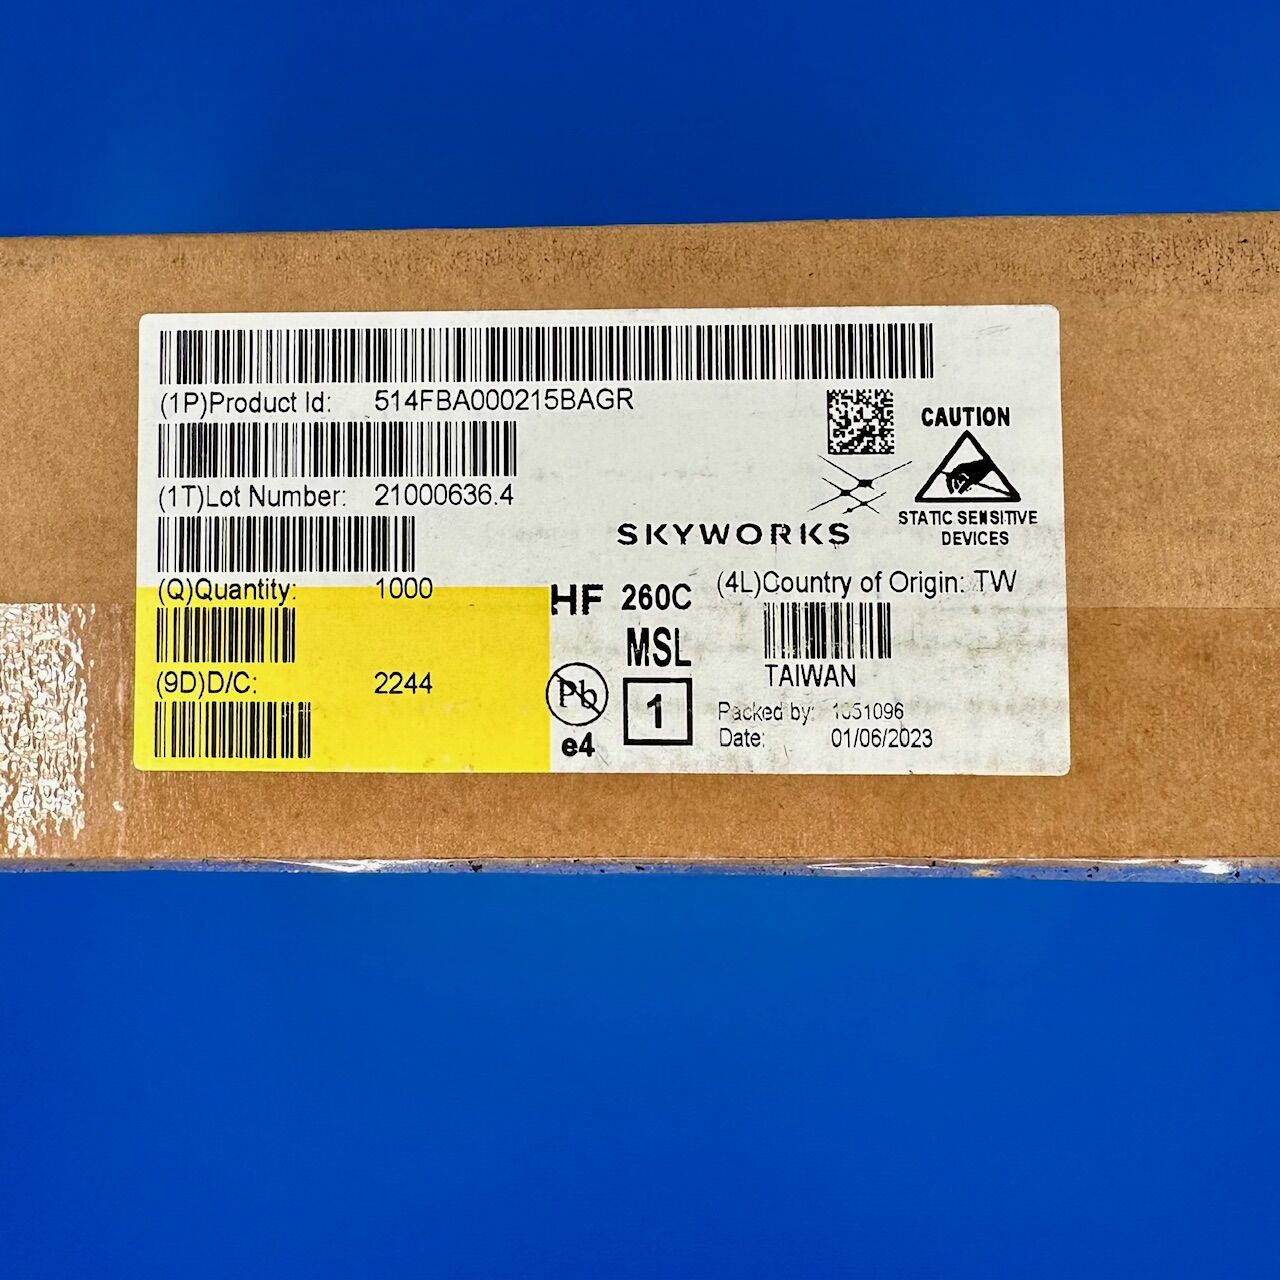 (1P)Product Id: 514FBA000215BAGR
CAUTION
(1T)Lot Number: 21000636.4
STATIC SENSITIVE
DEVICES
SKYWORKS
(Q)Quantity: 1000
HF 260C
(4L)Country of Origin: TW
MSL
TAIWAN
(9D)D/C: 2244
Pb
1
Packed by: 1051096
Date: 01/06/2023
e4